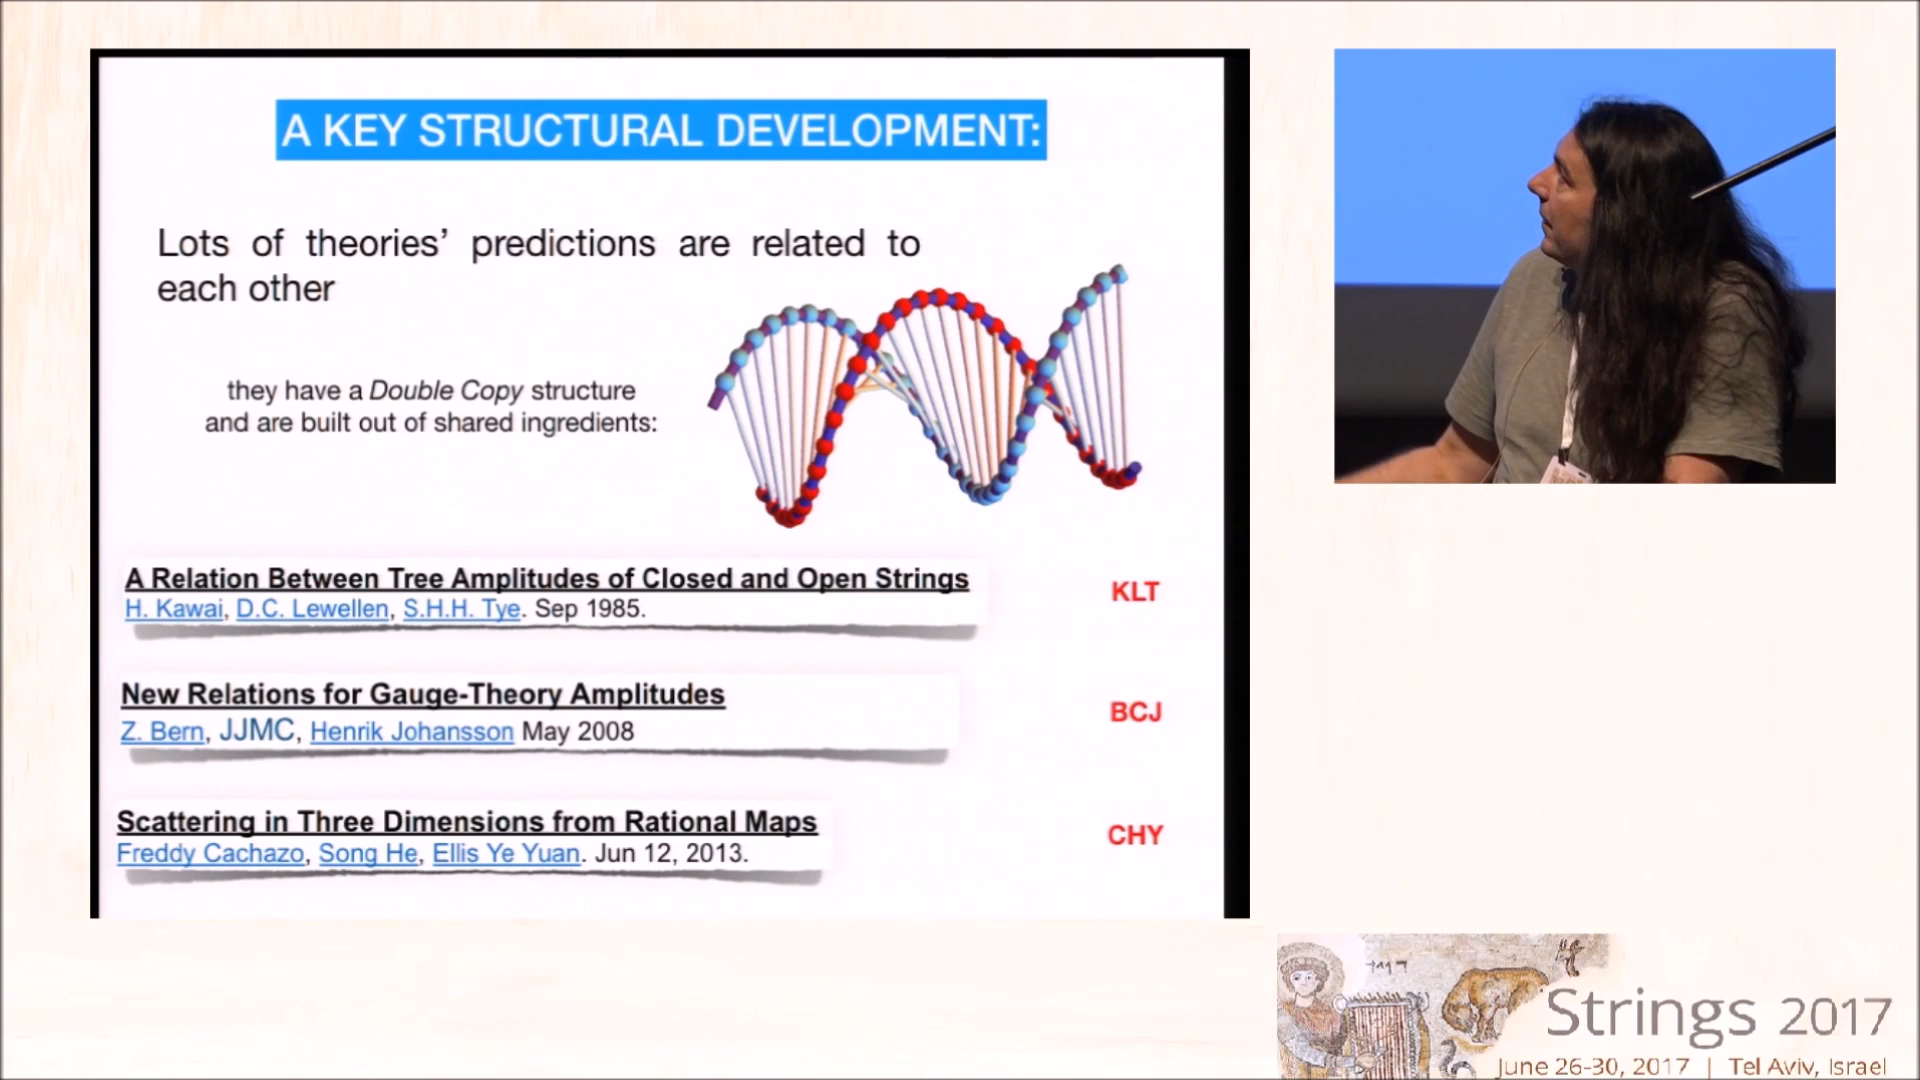 A KEY STRUCTURAL DEVELOPMENT:
Lots of theories’ predictions are related to
each other
they have a Double Copy structure
and are built out of shared ingredients:
A Relation Between Tree Amplitudes of Closed and Open Strings
H. Kawai, D.C. Lewellen, S.H.H. Tye. Sep 1985.
KLT
New Relations for Gauge-Theory Amplitudes
Z. Bern, JJMC, Henrik Johansson May 2008
BCJ
Scattering in Three Dimensions from Rational Maps
Freddy Cachazo, Song He, Ellis Ye Yuan. Jun 12, 2013.
CHY
Strings 2017
June 26-30, 2017 | Tel Aviv, Israel